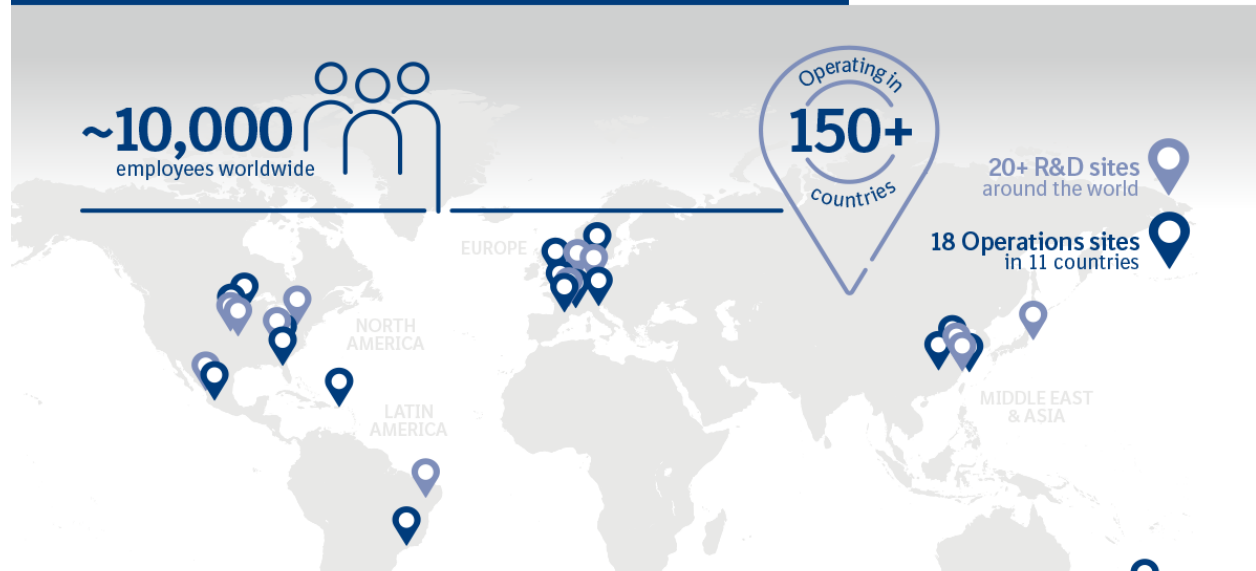 ~10,000
employees worldwide
Operating in
150+
countries
20+ R&D sites
around the world
18 Operations sites
in 11 countries
EUROPE
NORTH
AMERICA
LATIN
AMERICA
MIDDLE EAST
& ASIA